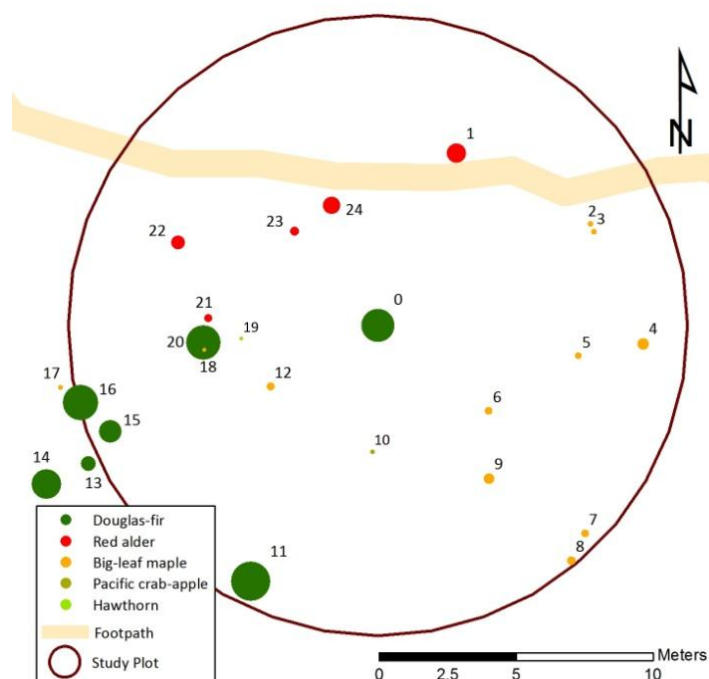 1
N
2
3
24
23
22
0
21
4
20
19
5
18
12
17
16
6
15
10
9
14
13
7
8
11
Douglas-fir
Red alder
Big-leaf maple
Pacific crab-apple
Hawthorn
Footpath
Study Plot
Meters
0 2.5 5 10